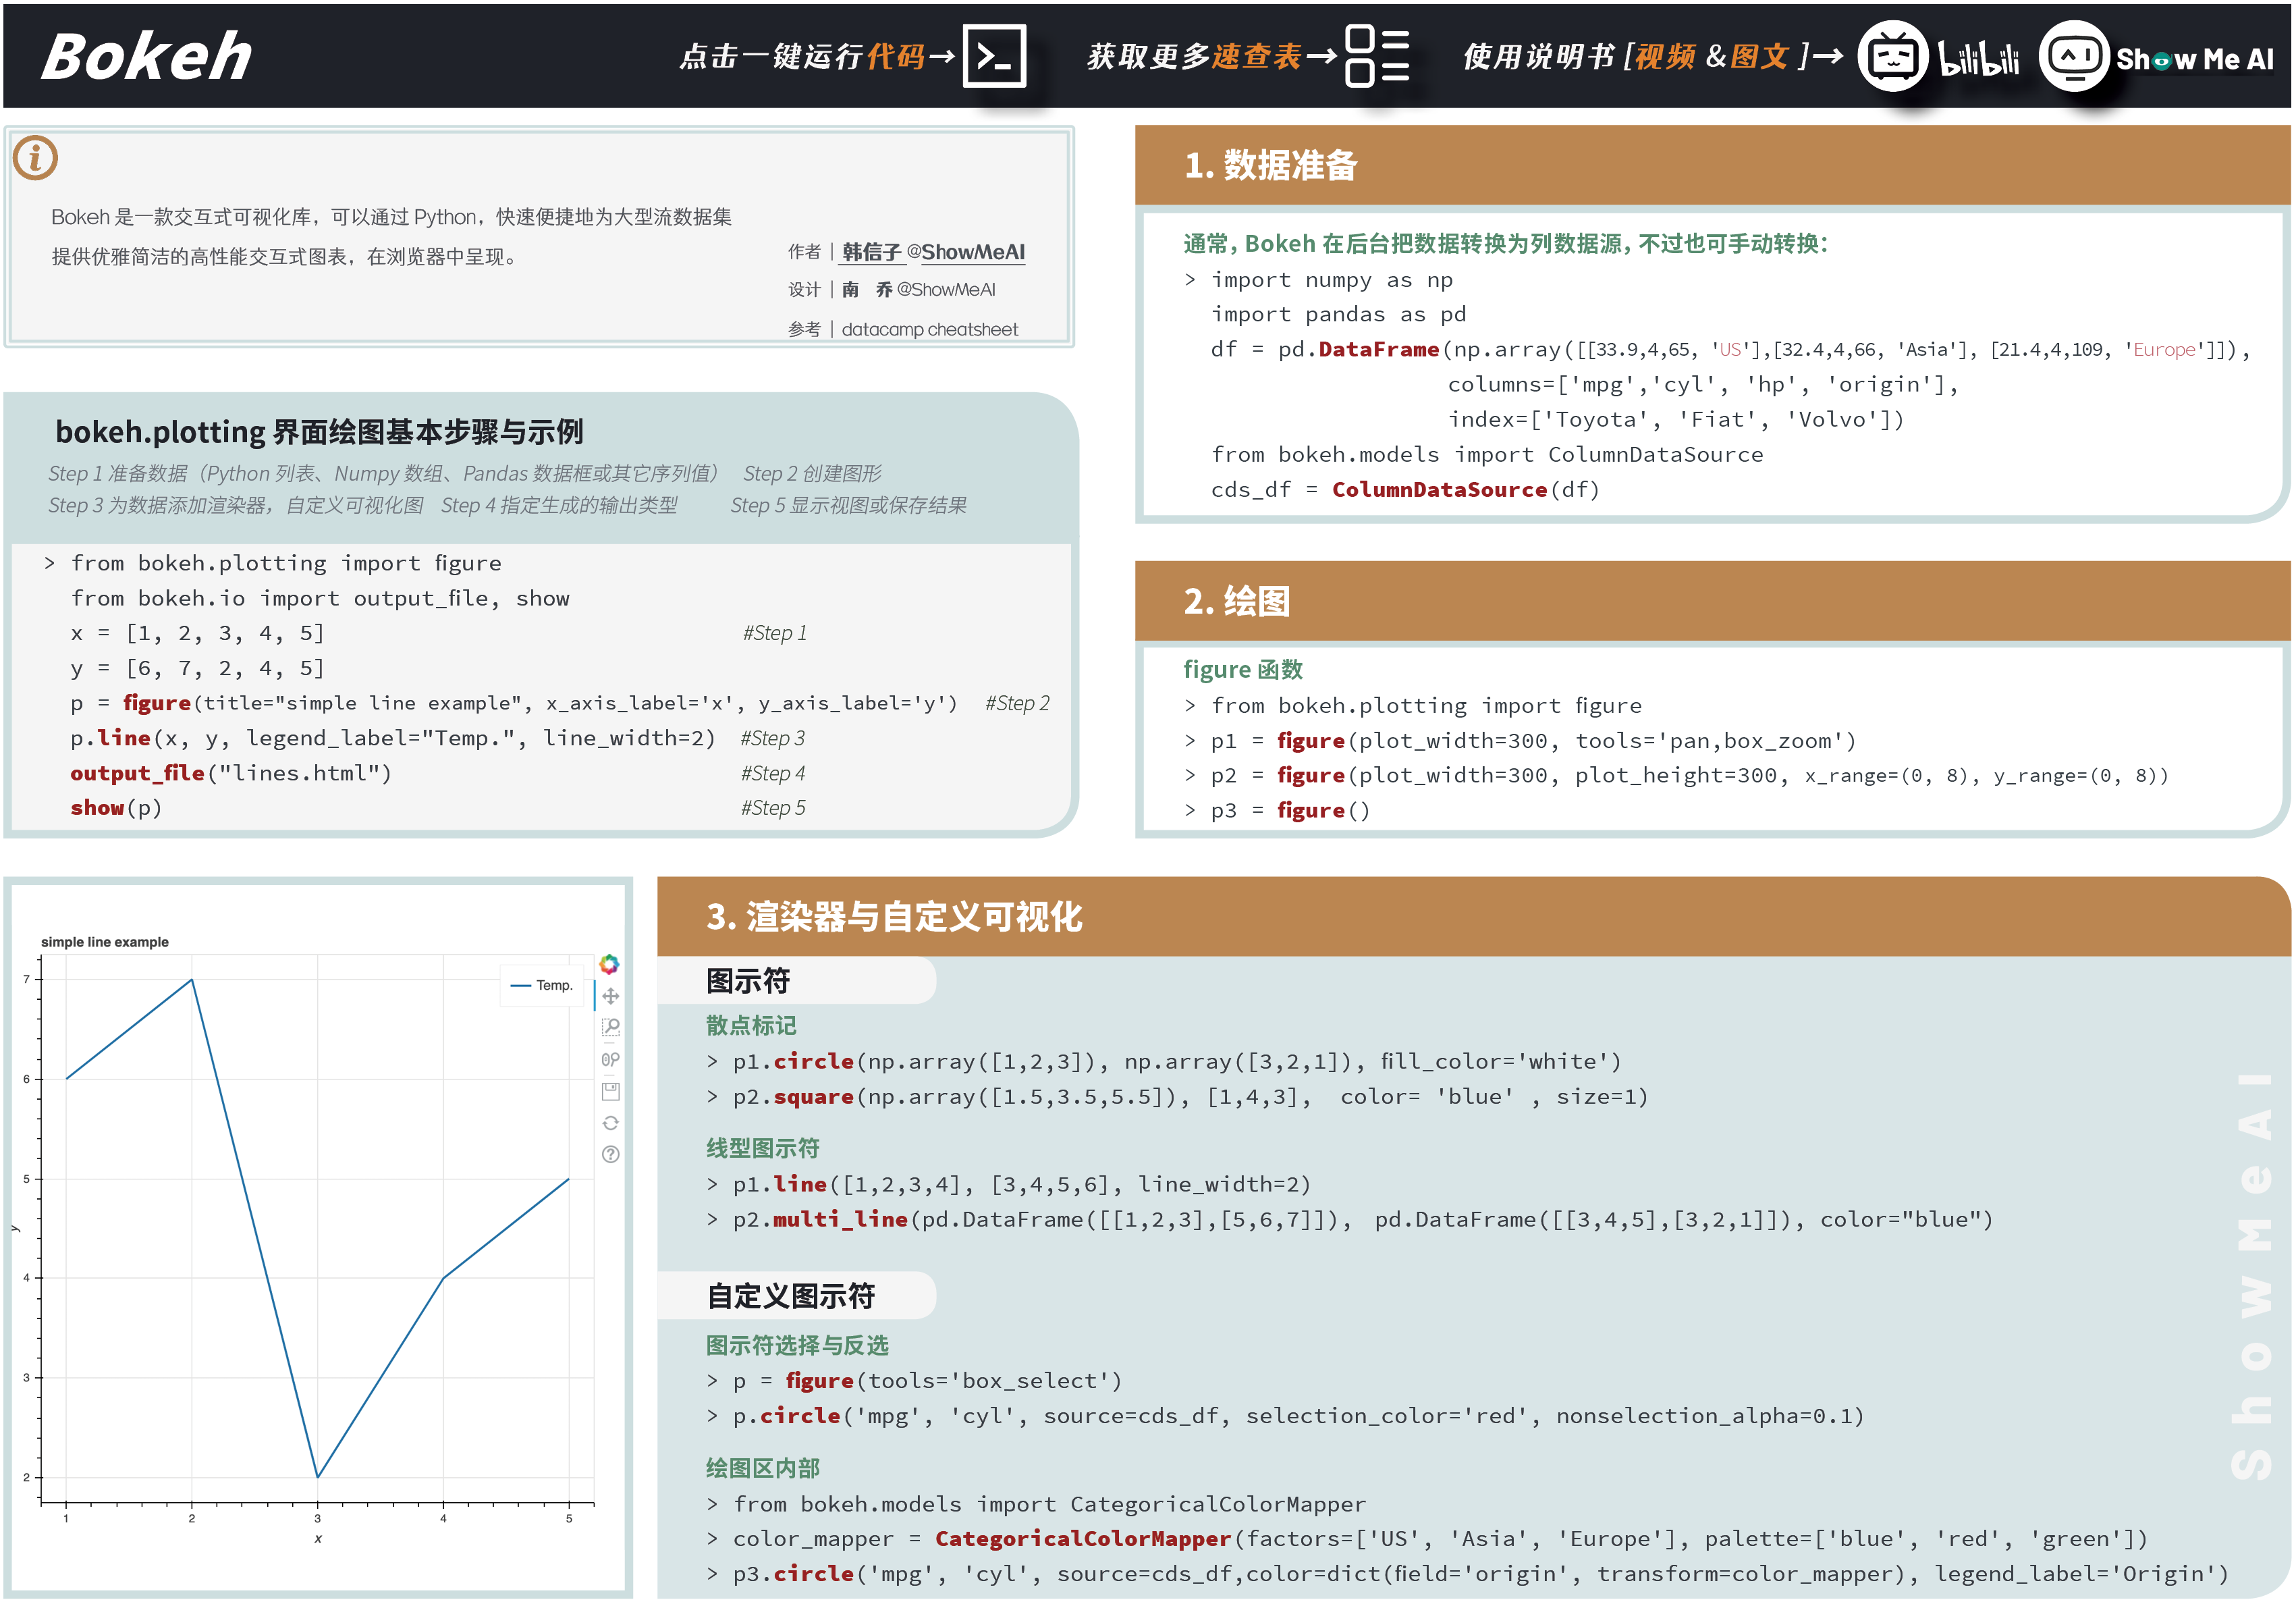 Bokeh
点击一键运行代码→
获取更多速查表→
使用说明书[视频&图文]→
bilibili
Show Me AI
Bokeh 是一款交互式可视化库，可以通过 Python，快速便捷地为大型流数据集
提供优雅简洁的高性能交互式图表，在浏览器中呈现。
作者 | 韩信子 @ShowMeAI
设计 | 南 乔 @ShowMeAI
参考 | datacamp cheatsheet
bokeh.plotting 界面绘图基本步骤与示例
Step 1 准备数据（Python 列表、Numpy 数组、Pandas 数据框或其它序列值） Step 2 创建图形
Step 3 为数据添加渲染器，自定义可视化图 Step 4 指定生成的输出类型 Step 5 显示视图或保存结果
> from bokeh.plotting import figure
from bokeh.io import output_file, show
x = [1, 2, 3, 4, 5] #Step 1
y = [6, 7, 2, 4, 5]
p = figure(title="simple line example", x_axis_label='x', y_axis_label='y') #Step 2
p.line(x, y, legend_label="Temp.", line_width=2) #Step 3
output_file("lines.html") #Step 4
show(p) #Step 5
1. 数据准备
通常，Bokeh 在后台把数据转换为列数据源，不过也可手动转换：
> import numpy as np
import pandas as pd
df = pd.DataFrame(np.array([[33.9,4,65, 'US'],[32.4,4,66, 'Asia'], [21.4,4,109, 'Europe']]),
columns=['mpg','cyl', 'hp', 'origin'],
index=['Toyota', 'Fiat', 'Volvo'])
from bokeh.models import ColumnDataSource
cds_df = ColumnDataSource(df)
2. 绘图
figure 函数
> from bokeh.plotting import figure
> p1 = figure(plot_width=300, tools='pan,box_zoom')
> p2 = figure(plot_width=300, plot_height=300, x_range=(0, 8), y_range=(0, 8))
> p3 = figure()
simple line example
Temp.
7
6
5
4
3
2
y
1 2 3 4 5
x
3. 渲染器与自定义可视化
图示符
散点标记
> p1.circle(np.array([1,2,3]), np.array([3,2,1]), fill_color='white')
> p2.square(np.array([1.5,3.5,5.5]), [1,4,3], color= 'blue' , size=1)
线型图示符
> p1.line([1,2,3,4], [3,4,5,6], line_width=2)
> p2.multi_line(pd.DataFrame([[1,2,3],[5,6,7]]), pd.DataFrame([[3,4,5],[3,2,1]]), color="blue")
自定义图示符
图示符选择与反选
> p = figure(tools='box_select')
> p.circle('mpg', 'cyl', source=cds_df, selection_color='red', nonselection_alpha=0.1)
绘图区内部
> from bokeh.models import CategoricalColorMapper
> color_mapper = CategoricalColorMapper(factors=['US', 'Asia', 'Europe'], palette=['blue', 'red', 'green'])
> p3.circle('mpg', 'cyl', source=cds_df,color=dict(field='origin', transform=color_mapper), legend_label='Origin')
ShowMeAI